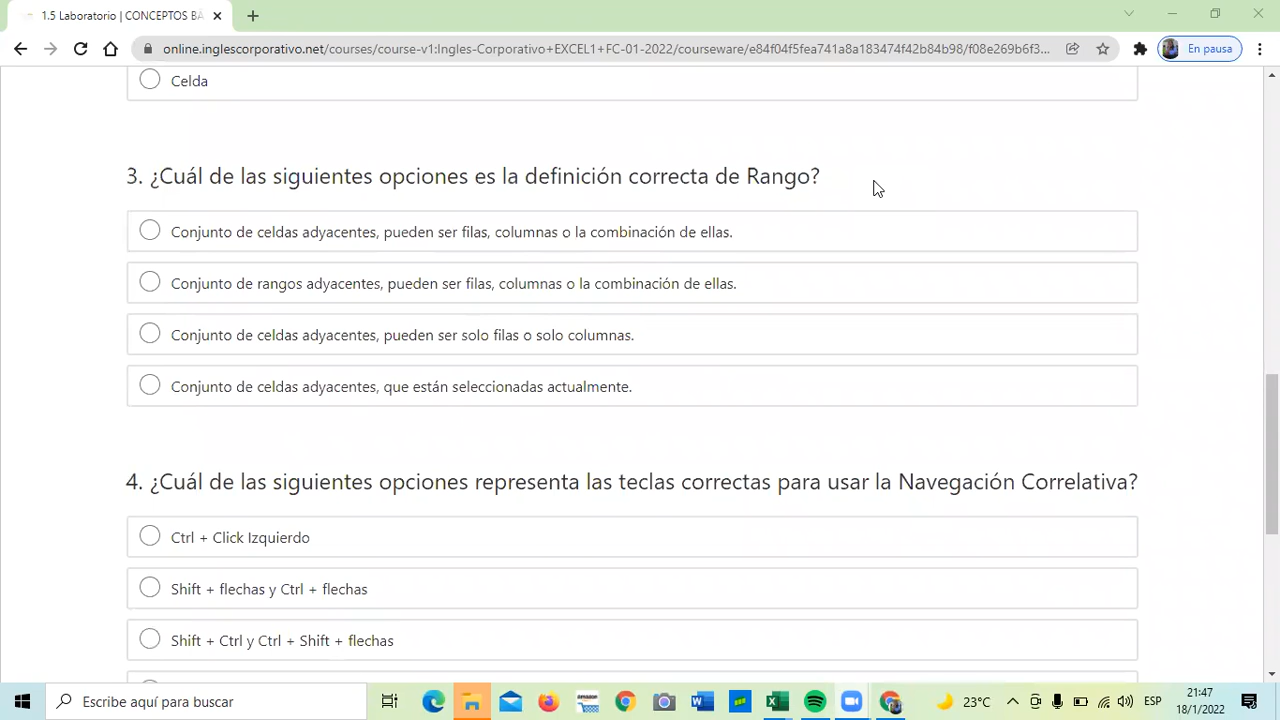 1.5 Laboratorio | CONCEPTOS BÁ
online.inglescorporativo.net/courses/course-v1:Ingles-Corporativo+EXCEL1+FC-01-2022/courseware/e84f04f5fea741a8a183474f42b84b98/f08e269b6f3...
En pausa
Celda
3. ¿Cuál de las siguientes opciones es la definición correcta de Rango?
Conjunto de celdas adyacentes, pueden ser filas, columnas o la combinación de ellas.
Conjunto de rangos adyacentes, pueden ser filas, columnas o la combinación de ellas.
Conjunto de celdas adyacentes, pueden ser solo filas o solo columnas.
Conjunto de celdas adyacentes, que están seleccionadas actualmente.
4. ¿Cuál de las siguientes opciones representa las teclas correctas para usar la Navegación Correlativa?
Ctrl + Click Izquierdo
Shift + flechas y Ctrl + flechas
Shift + Ctrl y Ctrl + Shift + flechas
Escribe aquí para buscar
amazon
23°C
ESP
21:47
18/1/2022